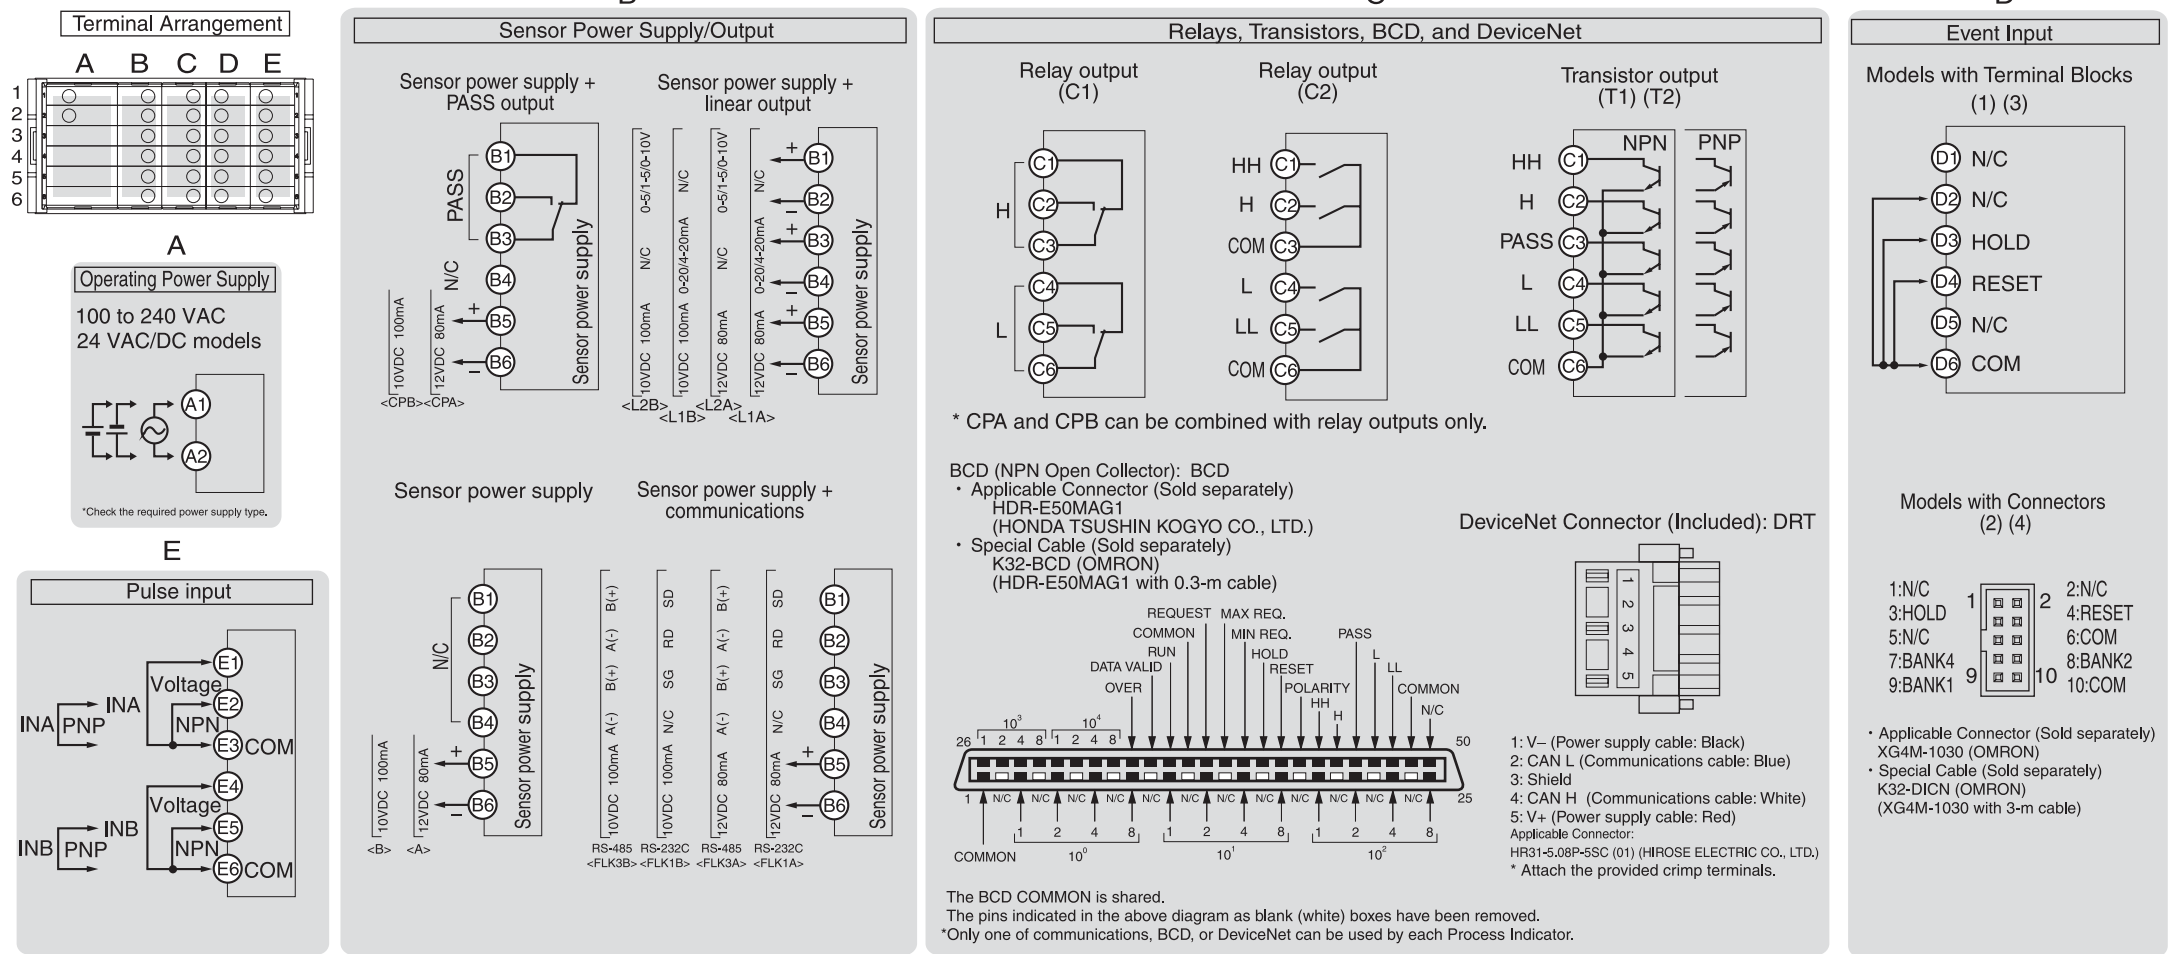 Terminal Arrangement
A B C D E
1
2
3
4
5
6
A
Operating Power Supply
100 to 240 VAC
24 VAC/DC models
A1
A2
*Check the required power supply type.
E
Pulse input
E1
Voltage
INA
E2
INA PNP
NPN
E3 COM
E4
Voltage
INB
E5
INB PNP
NPN
E6 COM
Sensor Power Supply/Output
Sensor power supply +
PASS output
B1
B2
B3
B4
B5
B6
PASS
N/C
+
−
10VDC 100mA
12VDC 80mA
<CPB> <CPA>
Sensor power supply
Sensor power supply +
linear output
10VDC 100mA N/C 0-5/1-5/0-10V
10VDC 100mA 0-20/4-20mA N/C
12VDC 80mA N/C 0-5/1-5/0-10V
12VDC 80mA 0-20/4-20mA N/C
+ B1
− B2
+ B3
− B4
+ B5
− B6
Sensor power supply
<L2B> <L2A>
<L1B> <L1A>
Sensor power supply
B1
B2
B3
B4
B5
B6
N/C
+
−
10VDC 100mA
12VDC 80mA
<B> <A>
Sensor power supply
Sensor power supply +
communications
10VDC 100mA A(-) B(+) A(-) B(+)
10VDC 100mA N/C SG RD SD
12VDC 80mA A(-) B(+) A(-) B(+)
12VDC 80mA N/C SG RD SD
B1
B2
B3
B4
+ B5
− B6
Sensor power supply
RS-485 RS-232C RS-485 RS-232C
<FLK3B> <FLK1B> <FLK3A> <FLK1A>
Relays, Transistors, BCD, and DeviceNet
Relay output
(C1)
H
L
C1
C2
C3
C4
C5
C6
Relay output
(C2)
HH C1
H C2
COM C3
L C4
LL C5
COM C6
Transistor output
(T1) (T2)
NPN PNP
HH C1
H C2
PASS C3
L C4
LL C5
COM C6
* CPA and CPB can be combined with relay outputs only.
BCD (NPN Open Collector): BCD
・ Applicable Connector (Sold separately)
HDR-E50MAG1
(HONDA TSUSHIN KOGYO CO., LTD.)
・ Special Cable (Sold separately)
K32-BCD (OMRON)
(HDR-E50MAG1 with 0.3-m cable)
REQUEST MAX REQ.
COMMON MIN REQ. PASS
RUN HOLD L
DATA VALID RESET LL
OVER POLARITY COMMON
HH N/C
H
10³ 10⁴
26 1 2 4 8 1 2 4 8 50
1 N/C N/C N/C N/C N/C N/C N/C N/C N/C N/C N/C N/C 25
1 2 4 8 1 2 4 8 1 2 4 8
COMMON 10⁰ 10¹ 10²
The BCD COMMON is shared.
The pins indicated in the above diagram as blank (white) boxes have been removed.
*Only one of communications, BCD, or DeviceNet can be used by each Process Indicator.
DeviceNet Connector (Included): DRT
1
2
3
4
5
1: V– (Power supply cable: Black)
2: CAN L (Communications cable: Blue)
3: Shield
4: CAN H (Communications cable: White)
5: V+ (Power supply cable: Red)
Applicable Connector:
HR31-5.08P-5SC (01) (HIROSE ELECTRIC CO., LTD.)
* Attach the provided crimp terminals.
Event Input
Models with Terminal Blocks
(1) (3)
D1 N/C
D2 N/C
D3 HOLD
D4 RESET
D5 N/C
D6 COM
Models with Connectors
(2) (4)
1:N/C 1 2 2:N/C
3:HOLD 4:RESET
5:N/C 6:COM
7:BANK4 8:BANK2
9:BANK1 9 10 10:COM
・ Applicable Connector (Sold separately)
XG4M-1030 (OMRON)
・ Special Cable (Sold separately)
K32-DICN (OMRON)
(XG4M-1030 with 3-m cable)